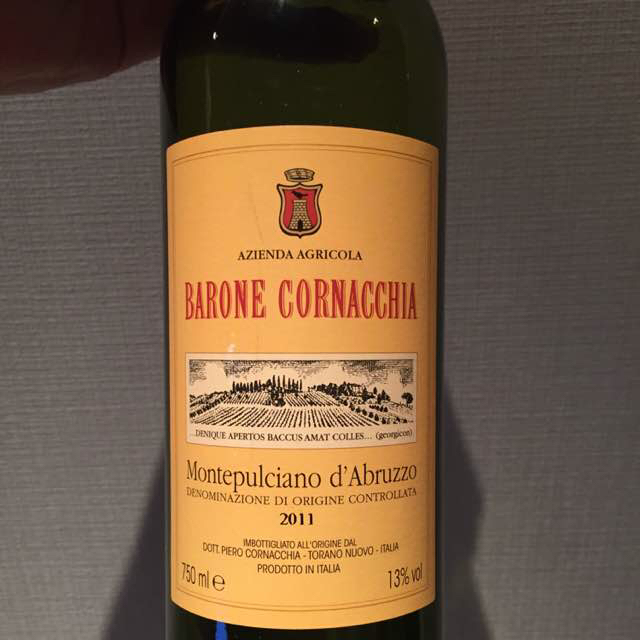 AZIENDA AGRICOLA
BARONE CORNACCHIA
...DENIQUE APERTOS BACCUS AMAT COLLES... (georgicon)
Montepulciano d'Abruzzo
DENOMINAZIONE DI ORIGINE CONTROLLATA
2011
IMBOTTIGLIATO ALL'ORIGINE DAL
DOTT. PIERO CORNACCHIA - TORANO NUOVO - ITALIA
PRODOTTO IN ITALIA
750 ml ℮ 13% vol